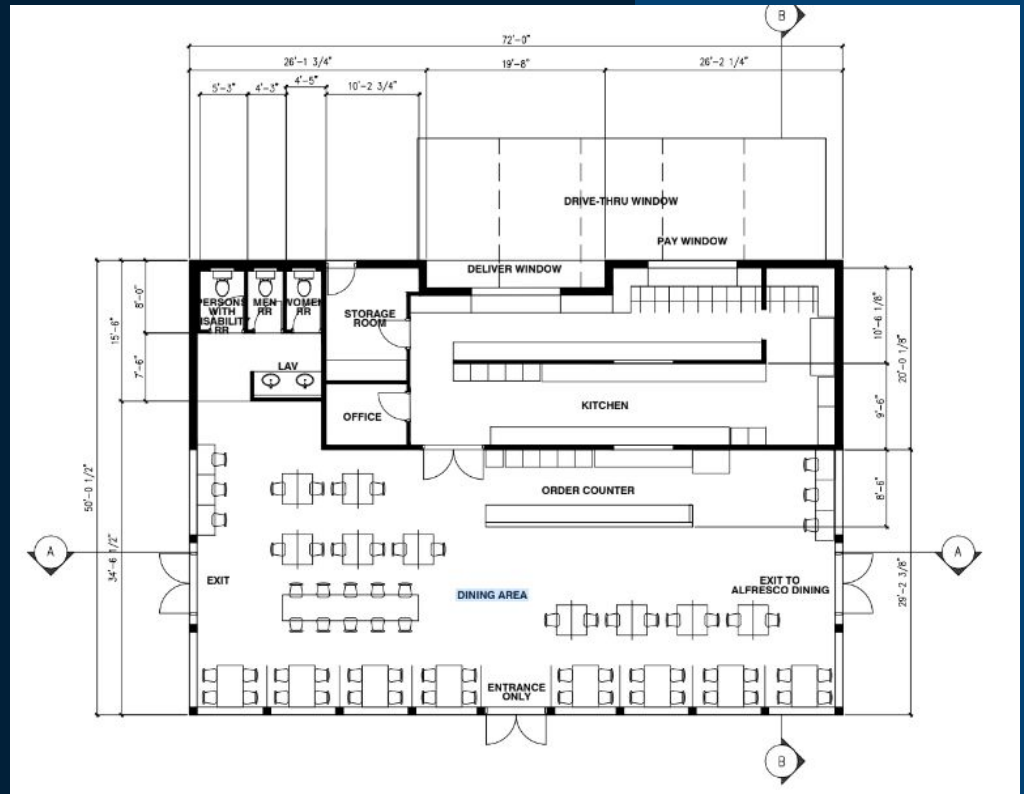 B
72'-0"
26'-1 3/4"
19'-8"
26'-2 1/4"
5'-3"
4'-3"
4'-5"
10'-2 3/4"
DRIVE-THRU WINDOW
PAY WINDOW
DELIVER WINDOW
PERSONS
WITH
DISABILITY
RR
MEN
RR
WOMEN
RR
STORAGE
ROOM
8'-0"
15'-6"
7'-6"
10'-6 1/8"
20'-0 1/8"
9'-6"
LAV
OFFICE
KITCHEN
ORDER COUNTER
8'-6"
50'-0 1/2"
34'-6 1/2"
29'-2 3/8"
A
A
EXIT
EXIT TO
ALFRESCO DINING
DINING AREA
ENTRANCE
ONLY
B